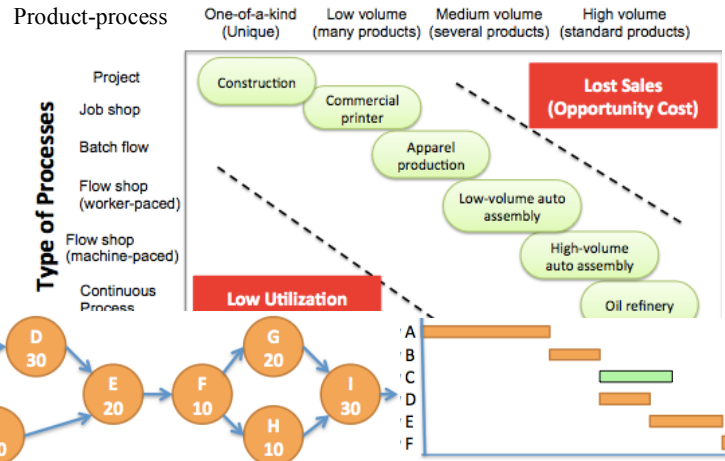 Product-process
One-of-a-kind
(Unique)
Low volume
(many products)
Medium volume
(several products)
High volume
(standard products)
Type of Processes
Project
Job shop
Batch flow
Flow shop
(worker-paced)
Flow shop
(machine-paced)
Continuous
Process
Construction
Commercial
printer
Apparel
production
Low-volume auto
assembly
High-volume
auto assembly
Oil refinery
Lost Sales
(Opportunity Cost)
Low Utilization
D
30
E
20
F
10
G
20
H
10
I
30
A
B
C
D
E
F